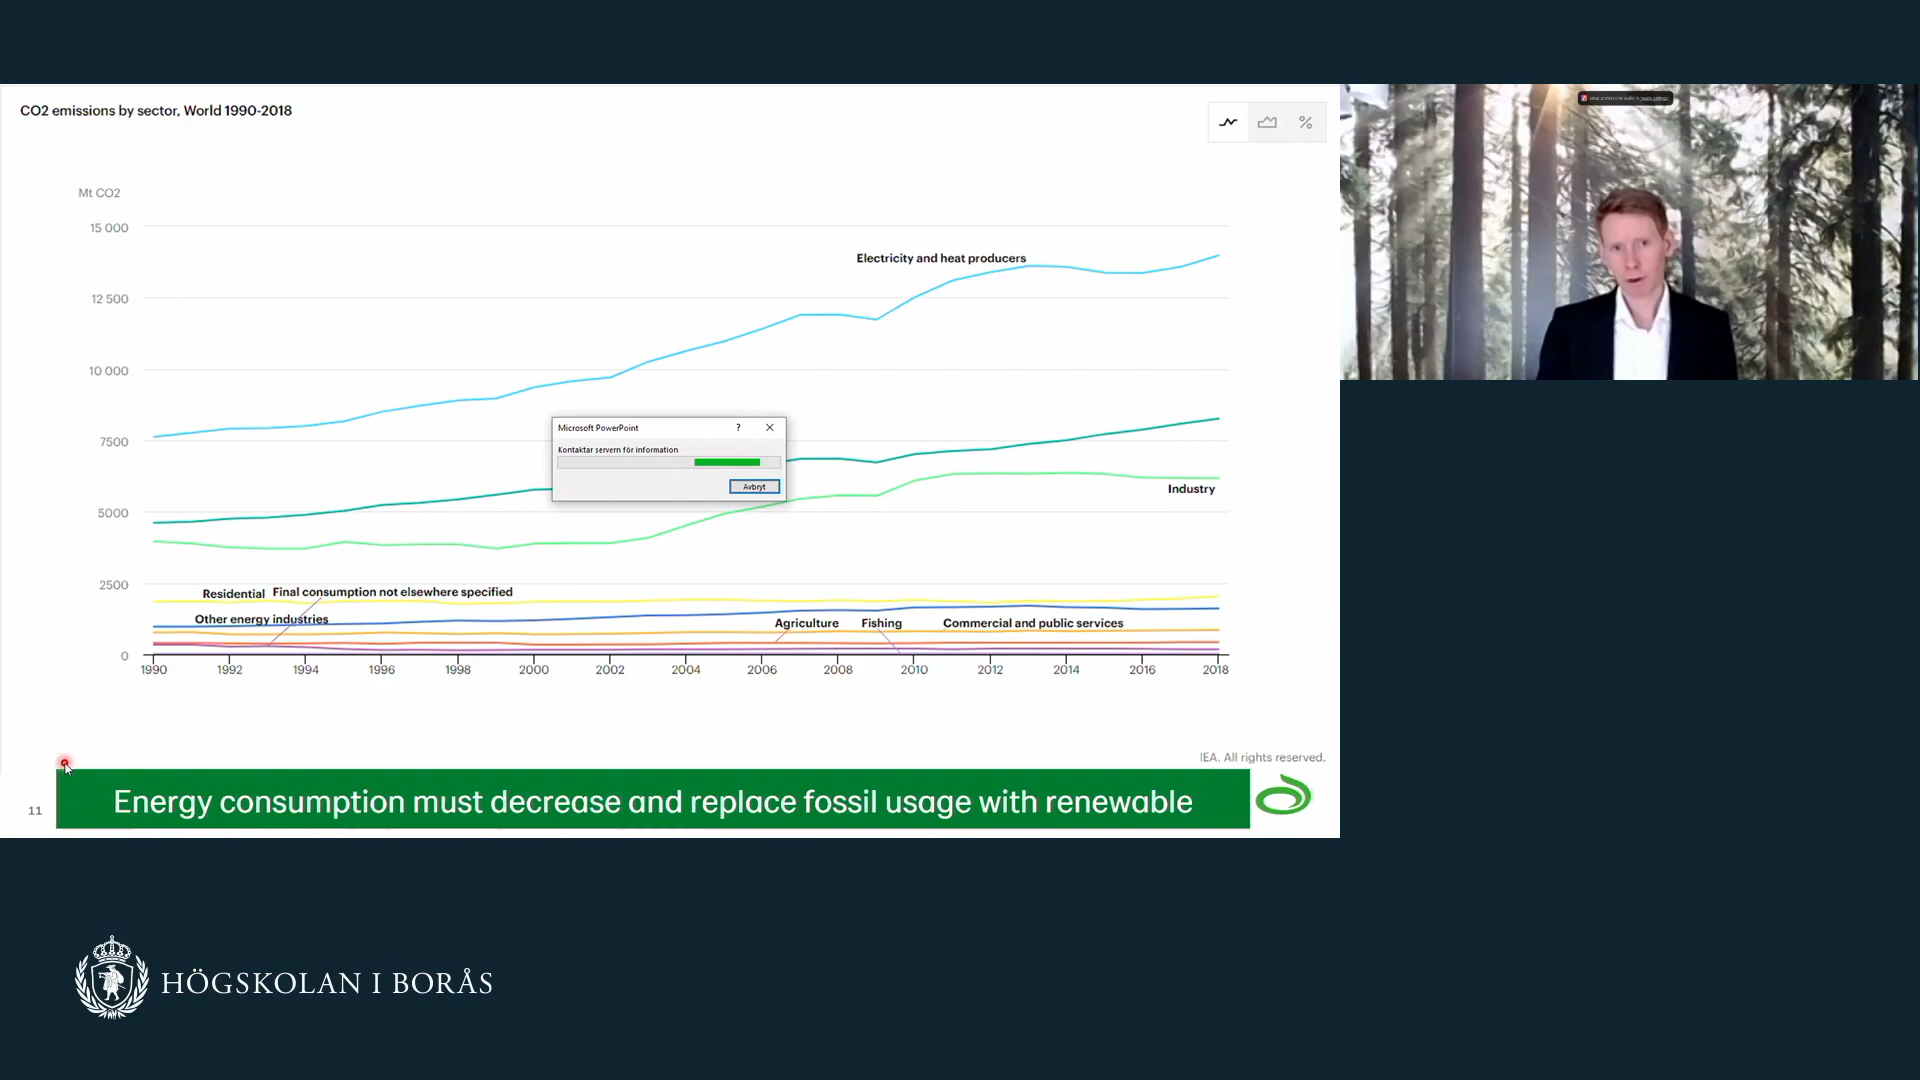 CO2 emissions by sector, World 1990-2018
%
Mt CO2
15 000
Electricity and heat producers
12 500
10 000
7500
Microsoft PowerPoint
?
Kontaktar servern för information
Avbryt
Industry
5000
2500
Residential
Final consumption not elsewhere specified
Other energy industries
Agriculture
Fishing
Commercial and public services
0
1990 1992 1994 1996 1998 2000 2002 2004 2006 2008 2010 2012 2014 2016 2018
IEA. All rights reserved.
Energy consumption must decrease and replace fossil usage with renewable
11
HÖGSKOLAN I BORÅS